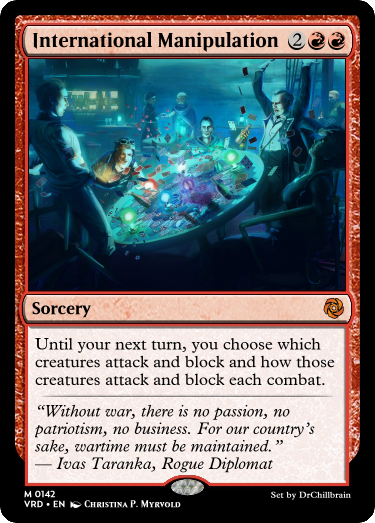 International Manipulation 2
Sorcery
Until your next turn, you choose which
creatures attack and block and how those
creatures attack and block each combat.
“Without war, there is no passion, no
patriotism, no business. For our country's
sake, wartime must be maintained.”
— Ivas Taranka, Rogue Diplomat
M 0142
VRD • EN Christina P. Myrvold
Set by DrChillbrain